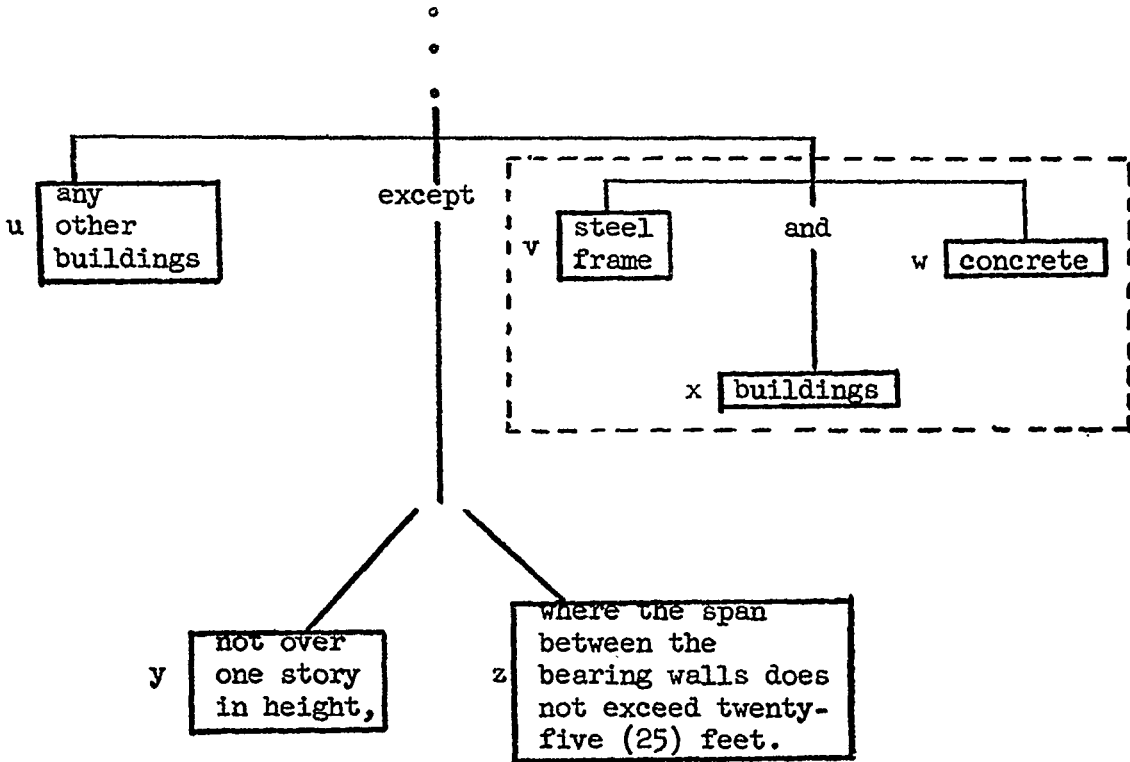 u
any
other
buildings
except
v
steel
frame
and
w
concrete
x
buildings
y
not over
one story
in height,
z
where the span
between the
bearing walls does
not exceed twenty-
five (25) feet.